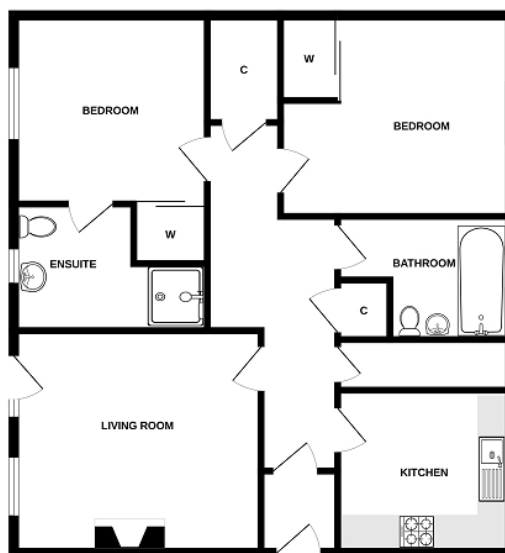 C
W
BEDROOM
BEDROOM
W
ENSUITE
BATHROOM
C
LIVING ROOM
KITCHEN